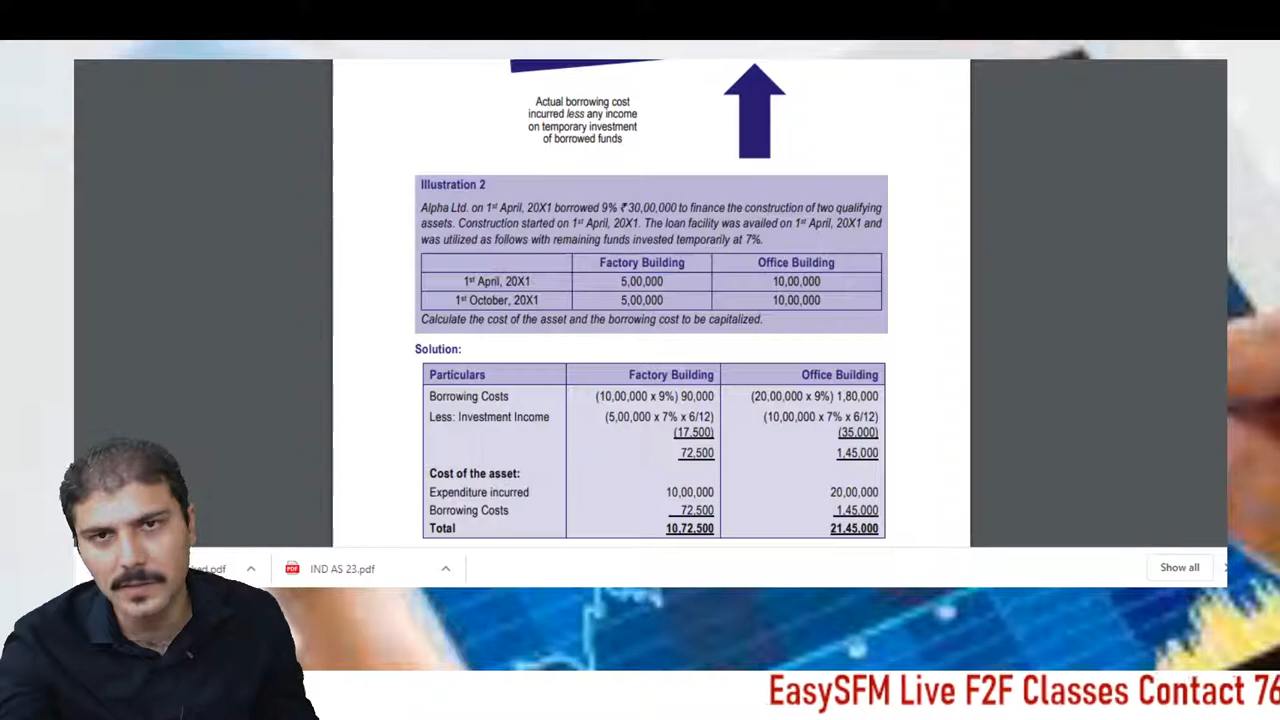 Actual borrowing cost
incurred less any income
on temporary investment
of borrowed funds
Illustration 2
Alpha Ltd. on 1st April, 20X1 borrowed 9% ₹ 30,00,000 to finance the construction of two qualifying
assets. Construction started on 1st April, 20X1. The loan facility was availed on 1st April, 20X1 and
was utilized as follows with remaining funds invested temporarily at 7%.
Factory Building Office Building
1st April, 20X1 5,00,000 10,00,000
1st October, 20X1 5,00,000 10,00,000
Calculate the cost of the asset and the borrowing cost to be capitalized.
Solution:
Particulars Factory Building Office Building
Borrowing Costs (10,00,000 x 9%) 90,000 (20,00,000 x 9%) 1,80,000
Less: Investment Income (5,00,000 x 7% x 6/12) (10,00,000 x 7% x 6/12)
(17,500) (35,000)
72,500 1,45,000
Cost of the asset:
Expenditure incurred 10,00,000 20,00,000
Borrowing Costs 72,500 1,45,000
Total 10,72,500 21,45,000
.pdf IND AS 23.pdf Show all
EasySFM Live F2F Classes Contact 76